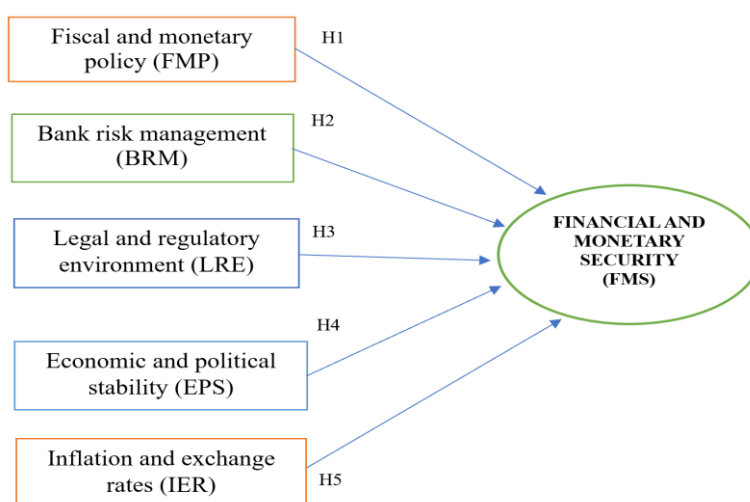 Fiscal and monetary
policy (FMP)
H1
Bank risk management
(BRM)
H2
Legal and regulatory
environment (LRE)
H3
Economic and political
stability (EPS)
H4
Inflation and exchange
rates (IER)
H5
FINANCIAL AND
MONETARY
SECURITY
(FMS)